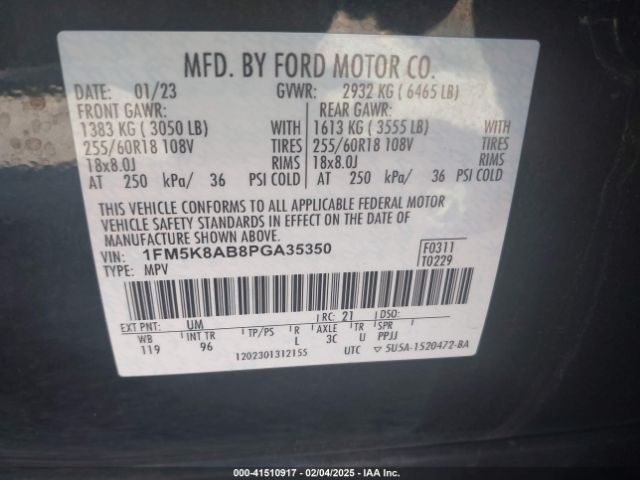 MFD. BY FORD MOTOR CO.
DATE: 01/23 GVWR: 2932 KG ( 6465 LB)
FRONT GAWR: REAR GAWR:
1383 KG ( 3050 LB) WITH 1613 KG ( 3555 LB) WITH
255/60R18 108V TIRES 255/60R18 108V TIRES
18x8.0J RIMS 18x8.0J RIMS
AT 250 kPa/ 36 PSI COLD AT 250 kPa/ 36 PSI COLD
THIS VEHICLE CONFORMS TO ALL APPLICABLE FEDERAL MOTOR
VEHICLE SAFETY STANDARDS IN EFFECT ON THE DATE OF
MANUFACTURE SHOWN ABOVE.
VIN: 1FM5K8AB8PGA35350 F0311
TYPE: MPV T0229
EXT PNT: UM RC: 21 DSO:
WB INT TR TP/PS R AXLE TR SPR
119 96 L 3C U PPJJ
1202301312155 UTC ▽ 5U5A-1520472-BA
00-41510917 - 02/04/2025 - IAA Inc.